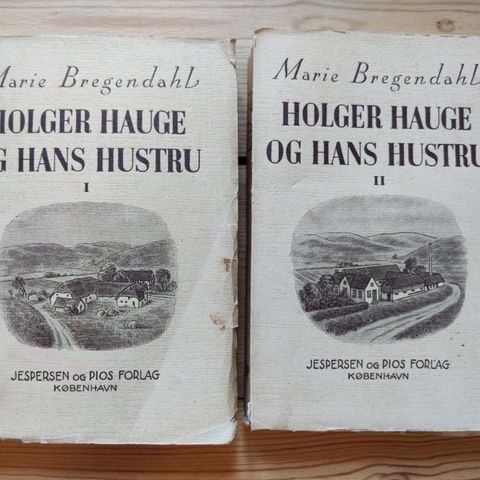 Marie Bregendahl
HOLGER HAUGE
OG HANS HUSTRU
I
JESPERSEN OG PIOS FORLAG
KØBENHAVN
Marie Bregendahl
HOLGER HAUGE
OG HANS HUSTRU
II
JESPERSEN OG PIOS FORLAG
KØBENHAVN